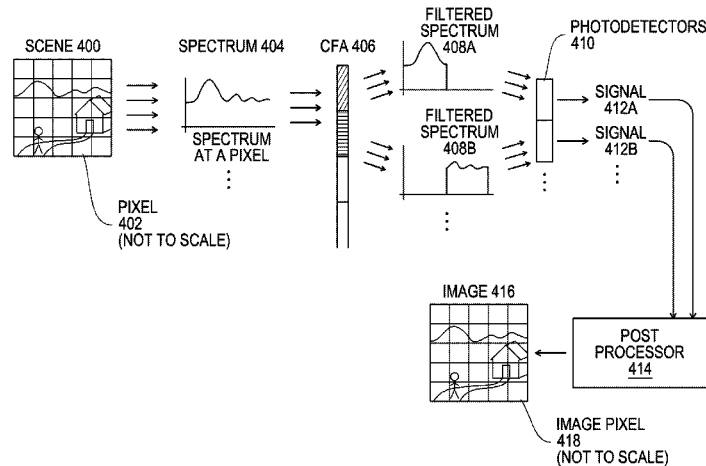 SCENE 400
SPECTRUM 404
CFA 406
FILTERED
SPECTRUM
408A
PHOTODETECTORS
410
SIGNAL
412A
SIGNAL
412B
FILTERED
SPECTRUM
408B
SPECTRUM
AT A PIXEL
PIXEL
402
(NOT TO SCALE)
IMAGE 416
POST
PROCESSOR
414
IMAGE PIXEL
418
(NOT TO SCALE)